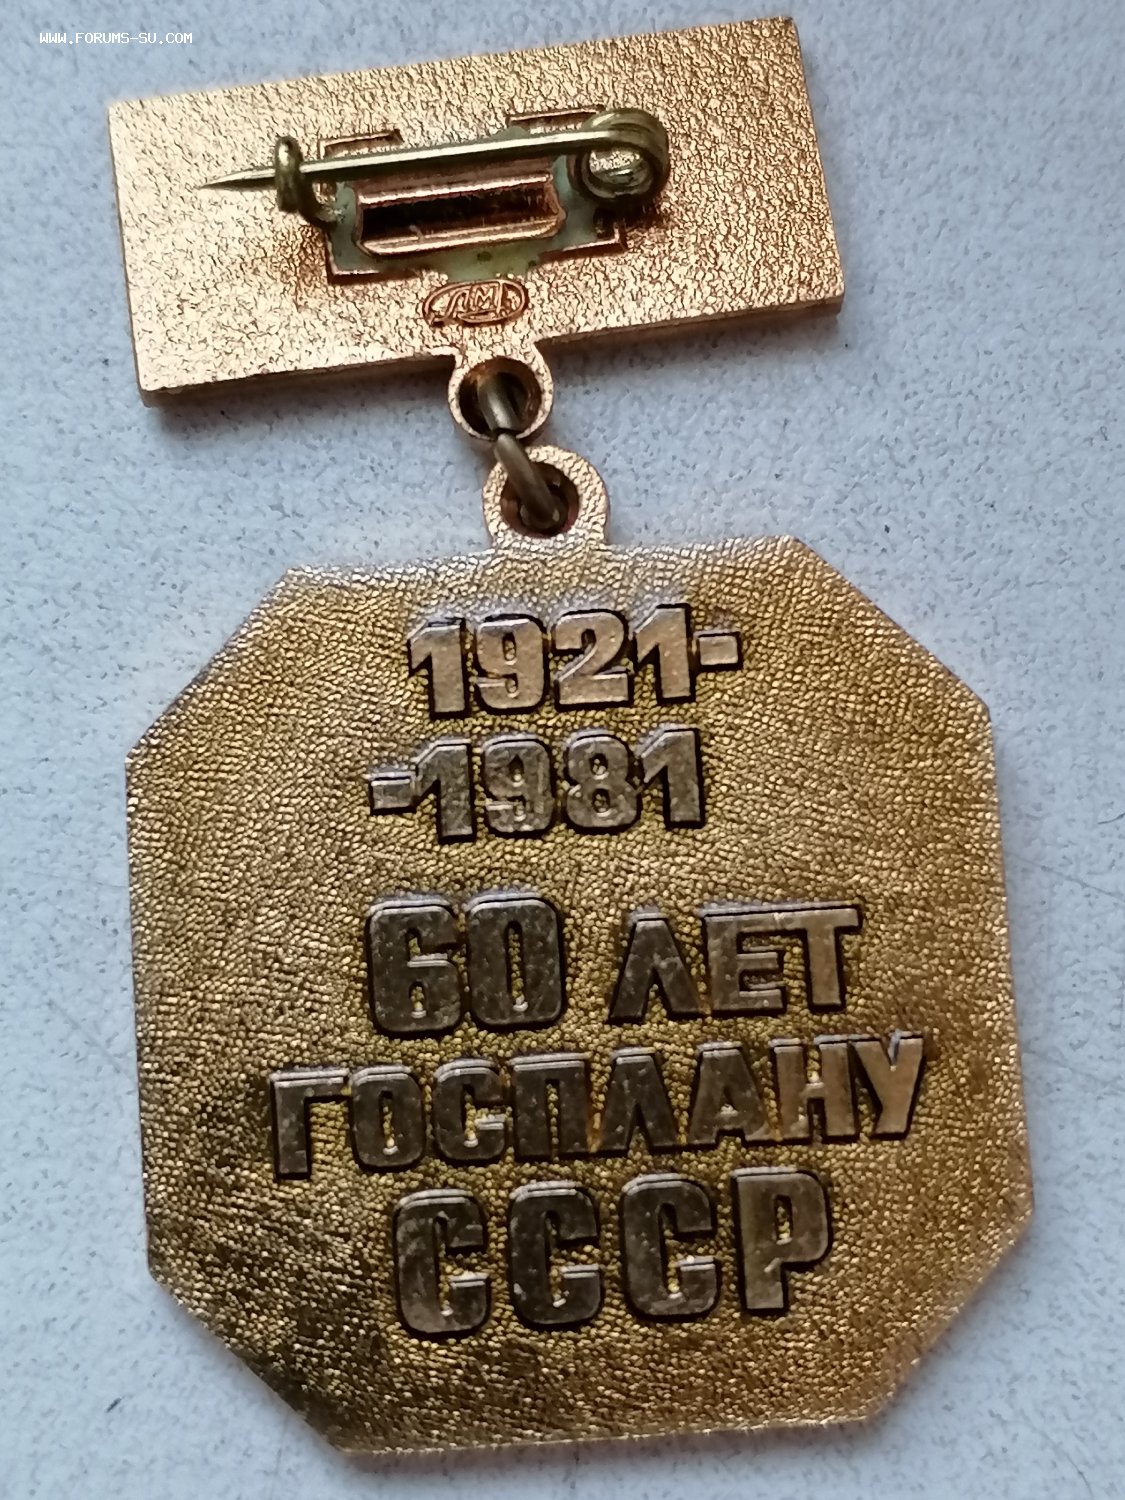 WWW.FORUMS-SU.COM
1921-
-1981
60 ЛЕТ
ГОСПЛАНУ
СССР